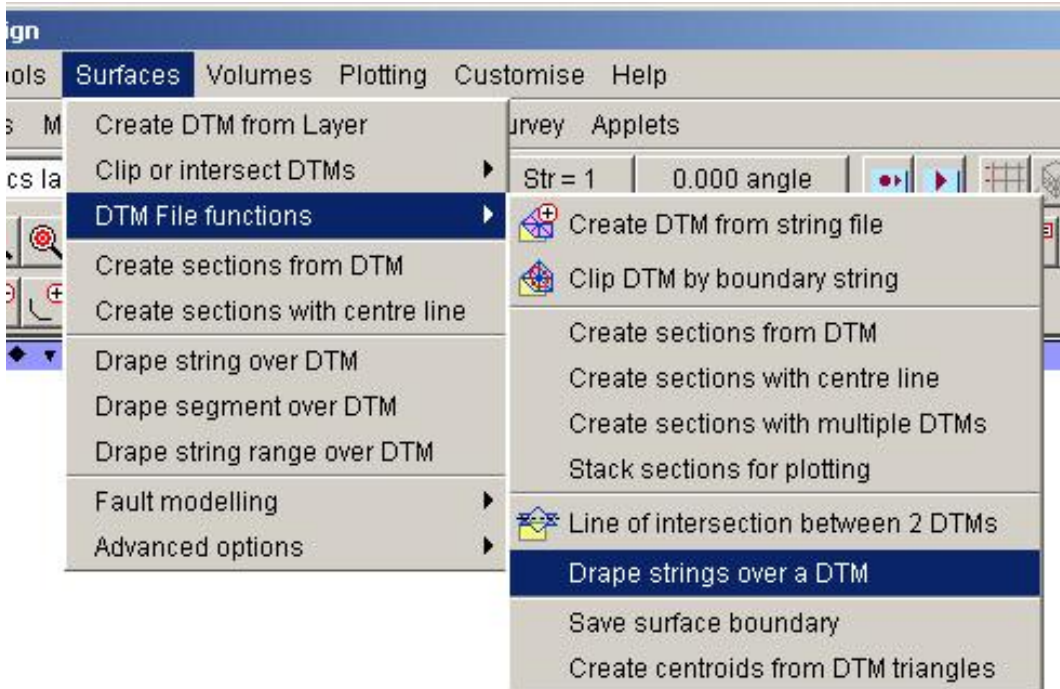 ign
ools Surfaces Volumes Plotting Customise Help
s M
urvey Applets
cs la
Str = 1 0.000 angle
Create DTM from Layer
Clip or intersect DTMs
DTM File functions
Create sections from DTM
Create sections with centre line
Drape string over DTM
Drape segment over DTM
Drape string range over DTM
Fault modelling
Advanced options
Create DTM from string file
Clip DTM by boundary string
Create sections from DTM
Create sections with centre line
Create sections with multiple DTMs
Stack sections for plotting
Line of intersection between 2 DTMs
Drape strings over a DTM
Save surface boundary
Create centroids from DTM triangles